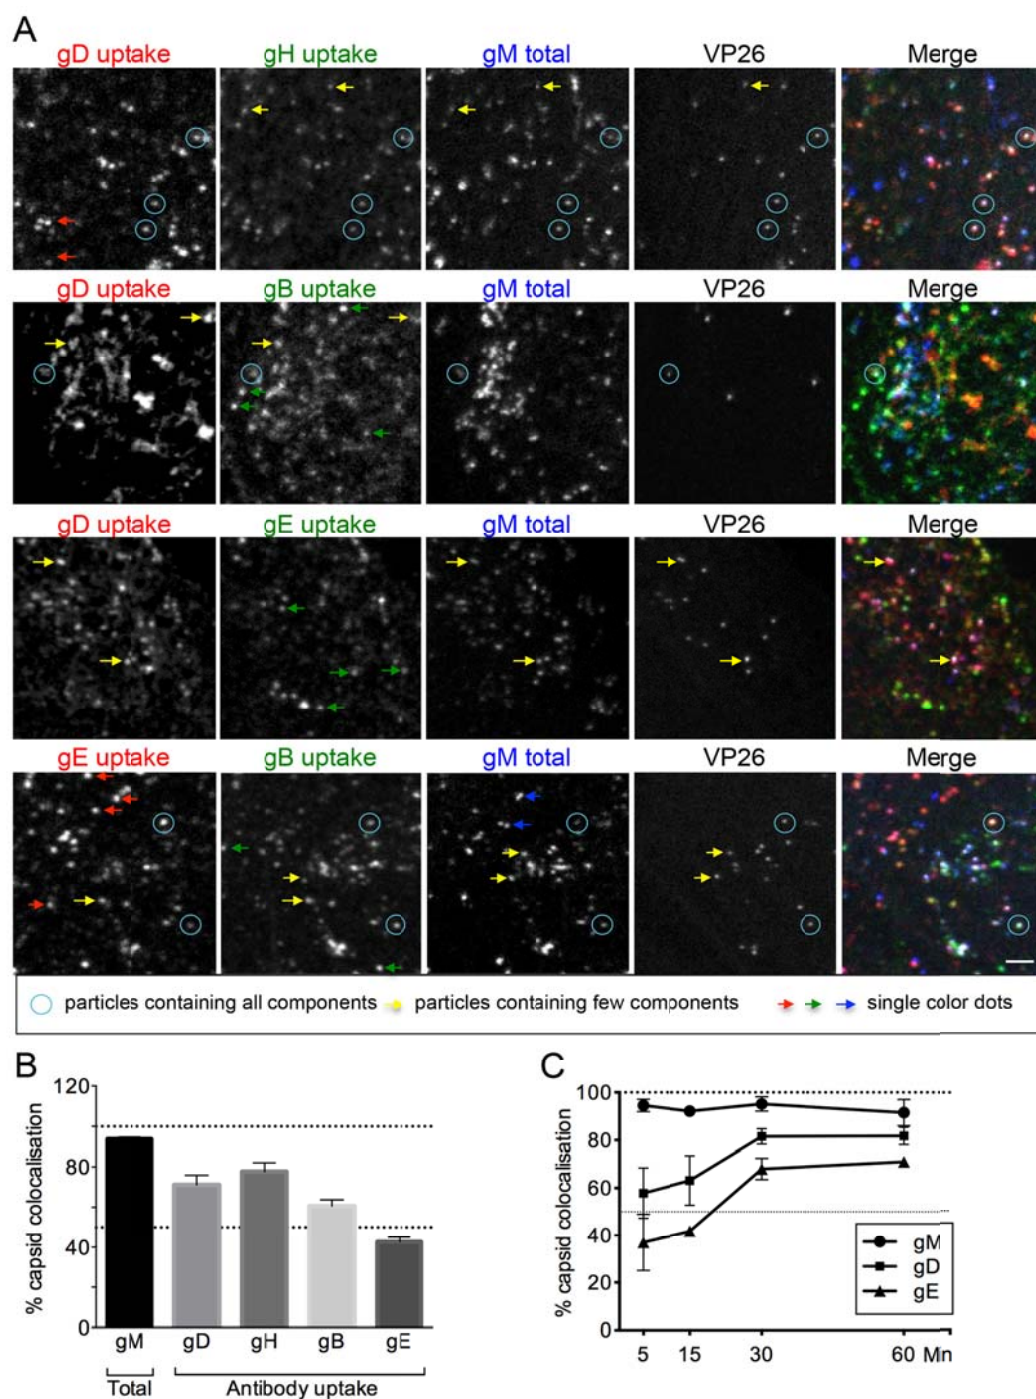 A
gD uptake gH uptake gM total VP26 Merge
gD uptake gB uptake gM total VP26 Merge
gD uptake gE uptake gM total VP26 Merge
gE uptake gB uptake gM total VP26 Merge
particles containing all components particles containing few components single color dots
B
% capsid colocalisation
120
80
40
0
gM gD gH gB gE
Total Antibody uptake
C
% capsid colocalisation
100
80
60
40
20
0
gM
gD
gE
5 15 30 60 Mn